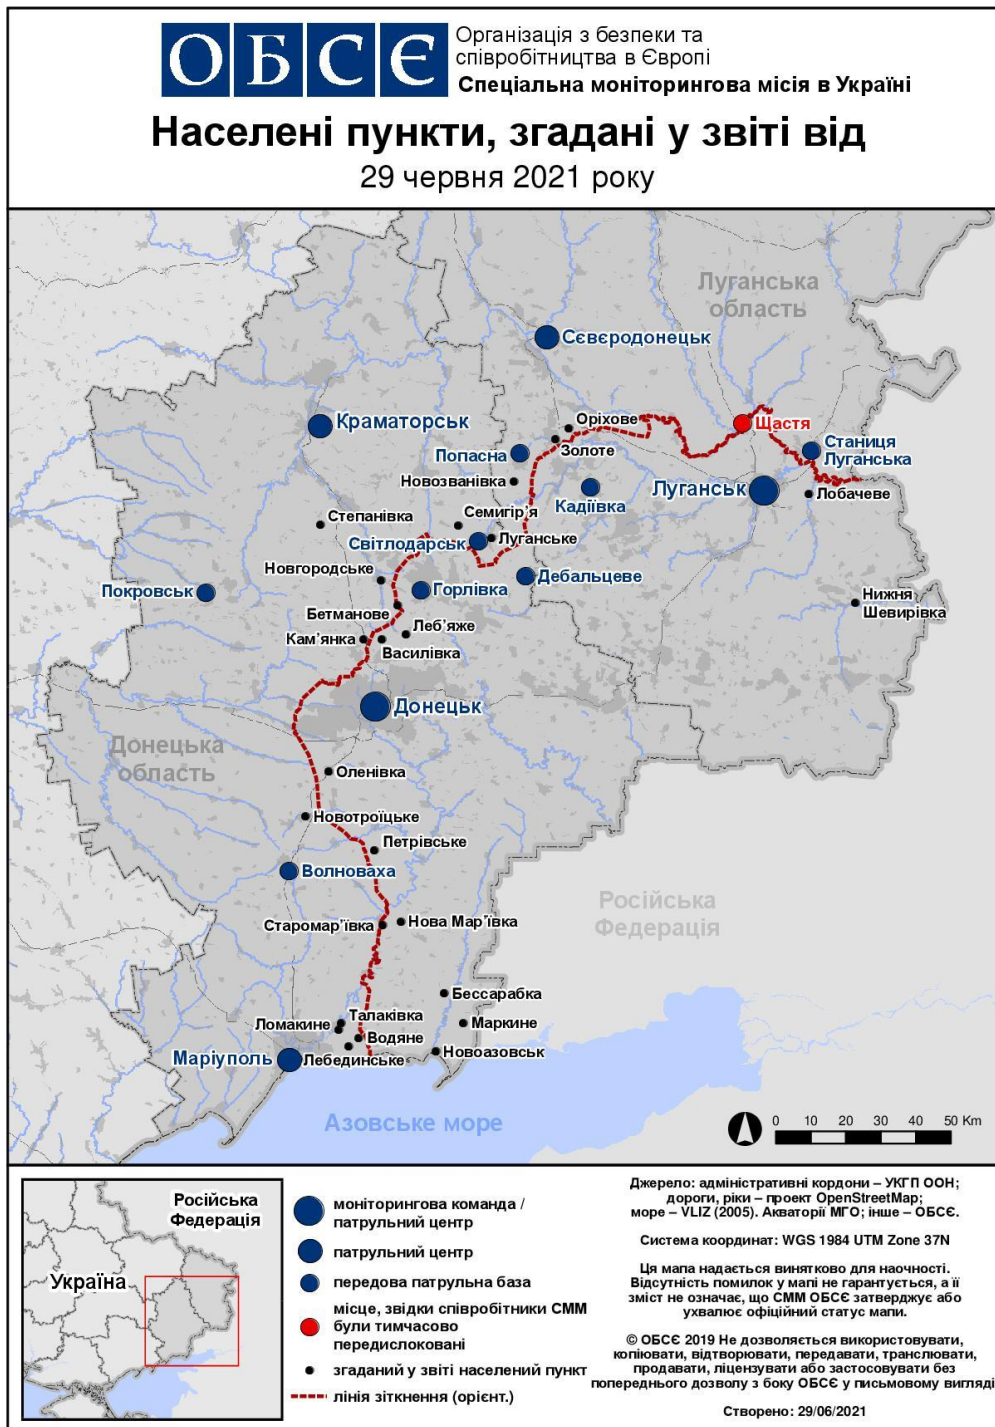 ОБСЄ
Організація з безпеки та
співробітництва в Європі
Спеціальна моніторингова місія в Україні
Населені пункти, згадані у звіті від
29 червня 2021 року
Луганська
область
Сєвєродонецьк
Краматорськ
Оріхове
Щастя
Золоте
Попасна
Станиця
Луганська
Новозванівка
Кадіївка
Луганськ
Лобачеве
Степанівка
Семигір'я
Світлодарськ
Луганське
Новгородське
Дебальцеве
Покровськ
Горлівка
Нижня
Шевирівка
Бетманове
Леб'яже
Кам'янка
Василівка
Донецьк
Донецька
область
Оленівка
Новотроїцьке
Петрівське
Волноваха
Російська
Федерація
Старомар'ївка
Нова Мар'ївка
Бессарабка
Талаківка
Ломакине
Маркине
Водяне
Маріуполь
Лебединське
Новоазовськ
Азовське море
0 10 20 30 40 50 Km
Російська
Федерація
Україна
моніторингова команда /
патрульний центр
патрульний центр
передова патрульна база
місце, звідки співробітники СММ
були тимчасово
передислоковані
згаданий у звіті населений пункт
лінія зіткнення (орієнт.)
Джерело: адміністративні кордони – УКГП ООН;
дороги, ріки – проект OpenStreetMap;
море – VLIZ (2005). Акваторії МГО; інше – ОБСЄ.
Система координат: WGS 1984 UTM Zone 37N
Ця мапа надається винятково для наочності.
Відсутність помилок у мапі не гарантується, а її
зміст не означає, що СММ ОБСЄ затверджує або
ухвалює офіційний статус мапи.
© ОБСЄ 2019 Не дозволяється використовувати,
копіювати, відтворювати, передавати, транслювати,
продавати, ліцензувати або застосовувати без
попереднього дозволу з боку ОБСЄ у письмовому вигляді
Створено: 29/06/2021